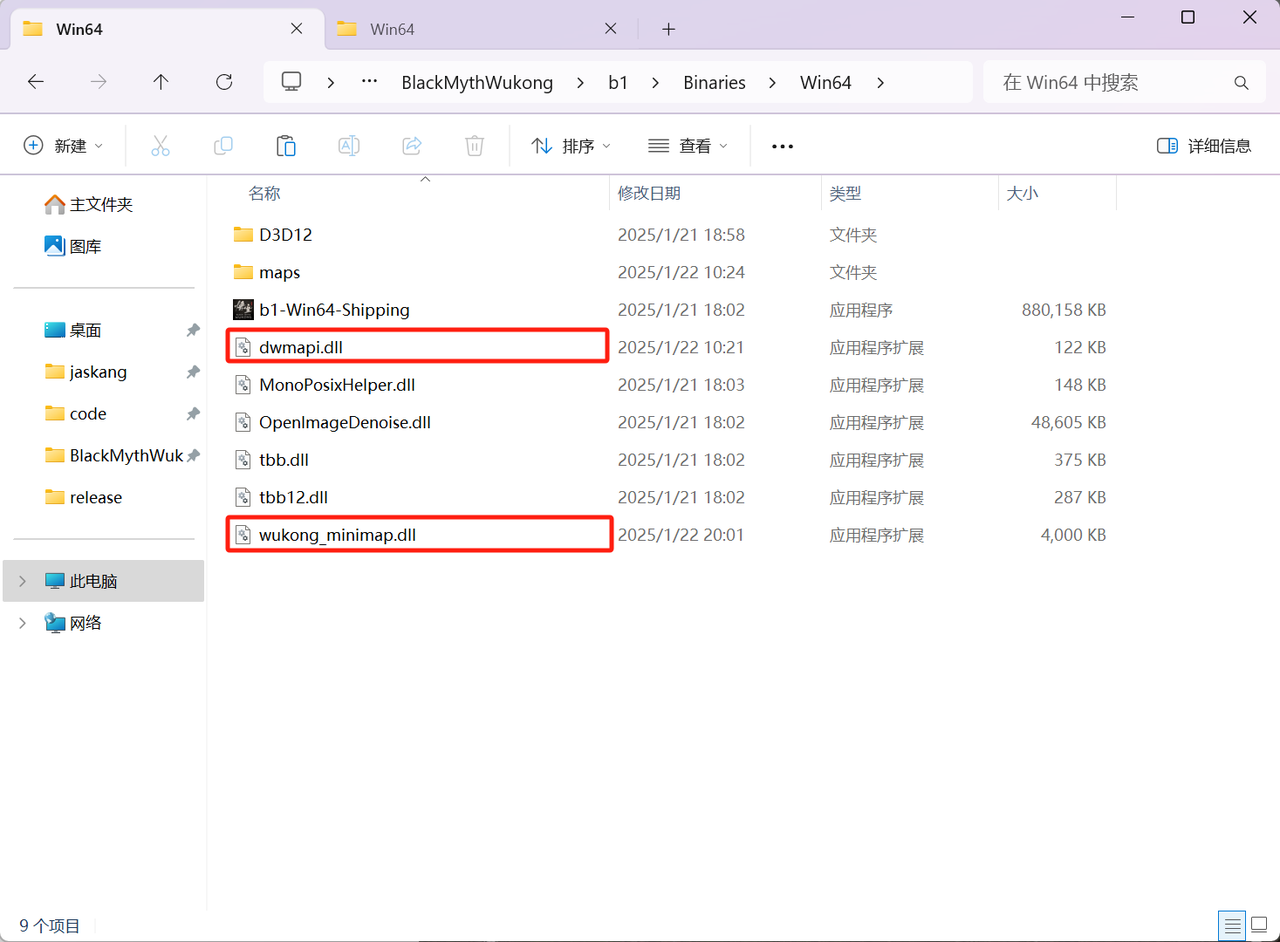 Win64
Win64
BlackMythWukong > b1 > Binaries > Win64 >
在 Win64 中搜索
新建
排序
查看
详细信息
名称 修改日期 类型 大小
主文件夹
图库
桌面
jaskang
code
BlackMythWuk
release
此电脑
网络
D3D12 2025/1/21 18:58 文件夹
maps 2025/1/22 10:24 文件夹
b1-Win64-Shipping 2025/1/21 18:02 应用程序 880,158 KB
dwmapi.dll 2025/1/22 10:21 应用程序扩展 122 KB
MonoPosixHelper.dll 2025/1/21 18:03 应用程序扩展 148 KB
OpenImageDenoise.dll 2025/1/21 18:02 应用程序扩展 48,605 KB
tbb.dll 2025/1/21 18:02 应用程序扩展 375 KB
tbb12.dll 2025/1/21 18:02 应用程序扩展 287 KB
wukong_minimap.dll 2025/1/22 20:01 应用程序扩展 4,000 KB
9 个项目